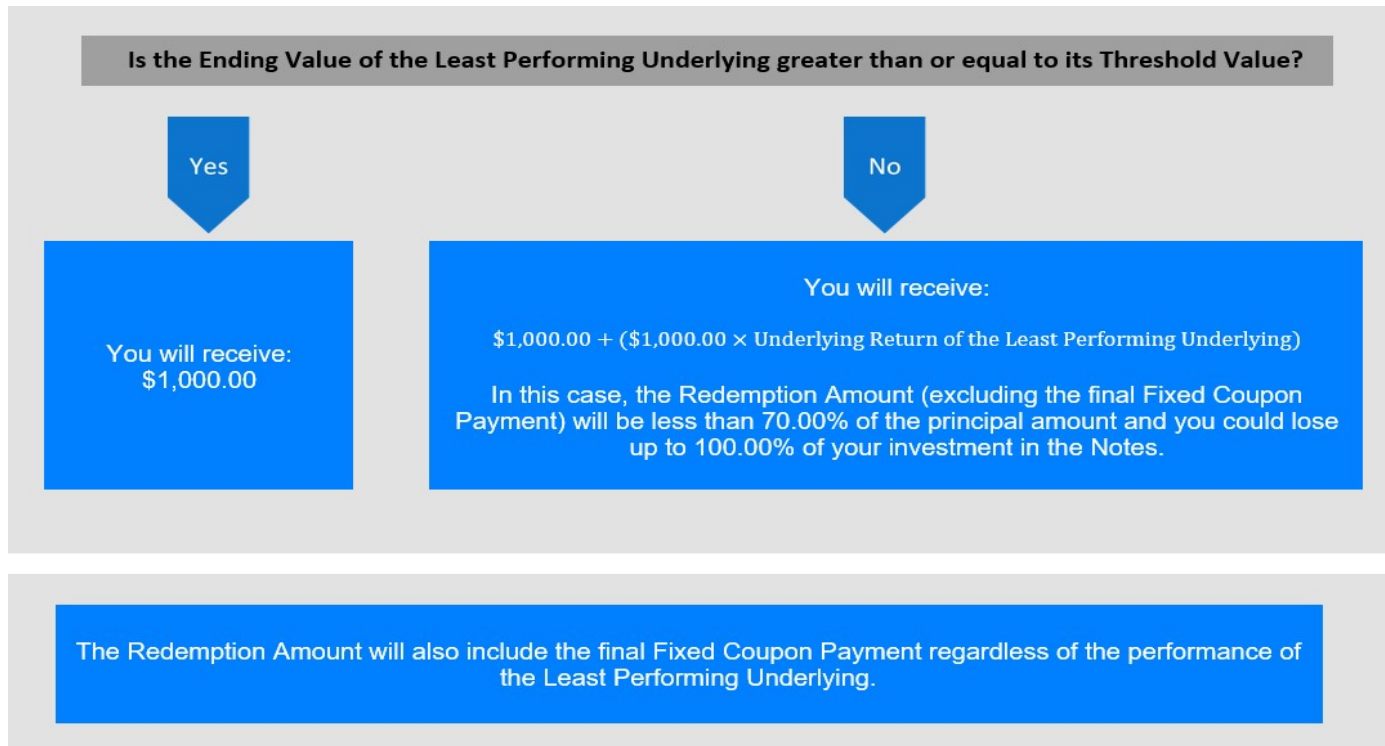 Is the Ending Value of the Least Performing Underlying greater than or equal to its Threshold Value?
Yes
No
You will receive:
$1,000.00
You will receive:
$1,000.00 + ($1,000.00 × Underlying Return of the Least Performing Underlying)
In this case, the Redemption Amount (excluding the final Fixed Coupon
Payment) will be less than 70.00% of the principal amount and you could lose
up to 100.00% of your investment in the Notes.
The Redemption Amount will also include the final Fixed Coupon Payment regardless of the performance of
the Least Performing Underlying.